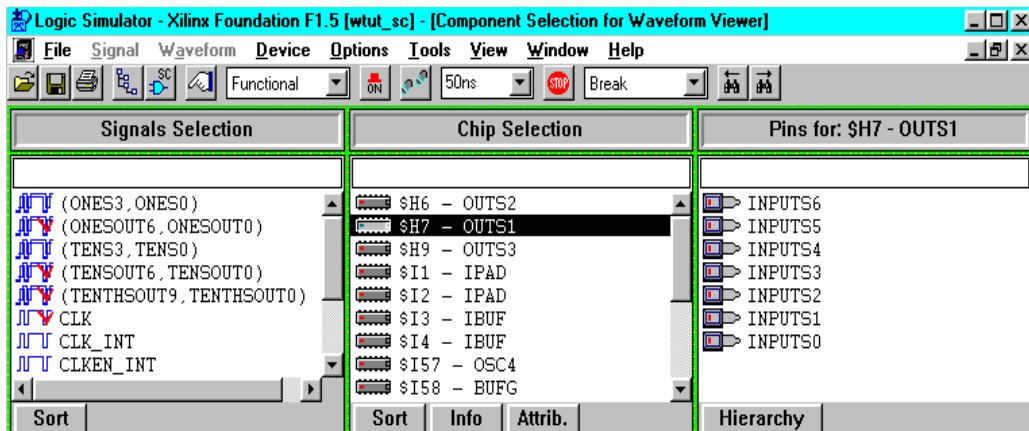 Logic Simulator - Xilinx Foundation F1.5 [wtut_sc] - [Component Selection for Waveform Viewer]
File Signal Waveform Device Options Tools View Window Help
SC Functional ON 50ns STOP Break
Signals Selection
(ONES3,ONES0)
(ONESOUT6,ONESOUT0)
(TENS3,TENS0)
(TENSOUT6,TENSOUT0)
(TENTHSOUT9,TENTHSOUT0)
CLK
CLK_INT
CLKEN_INT
Sort
Chip Selection
$H6 - OUTS2
$H7 - OUTS1
$H9 - OUTS3
$I1 - IPAD
$I2 - IPAD
$I3 - IBUF
$I4 - IBUF
$I57 - OSC4
$I58 - BUFG
Sort Info Attrib.
Pins for: $H7 - OUTS1
INPUTS6
INPUTS5
INPUTS4
INPUTS3
INPUTS2
INPUTS1
INPUTS0
Hierarchy